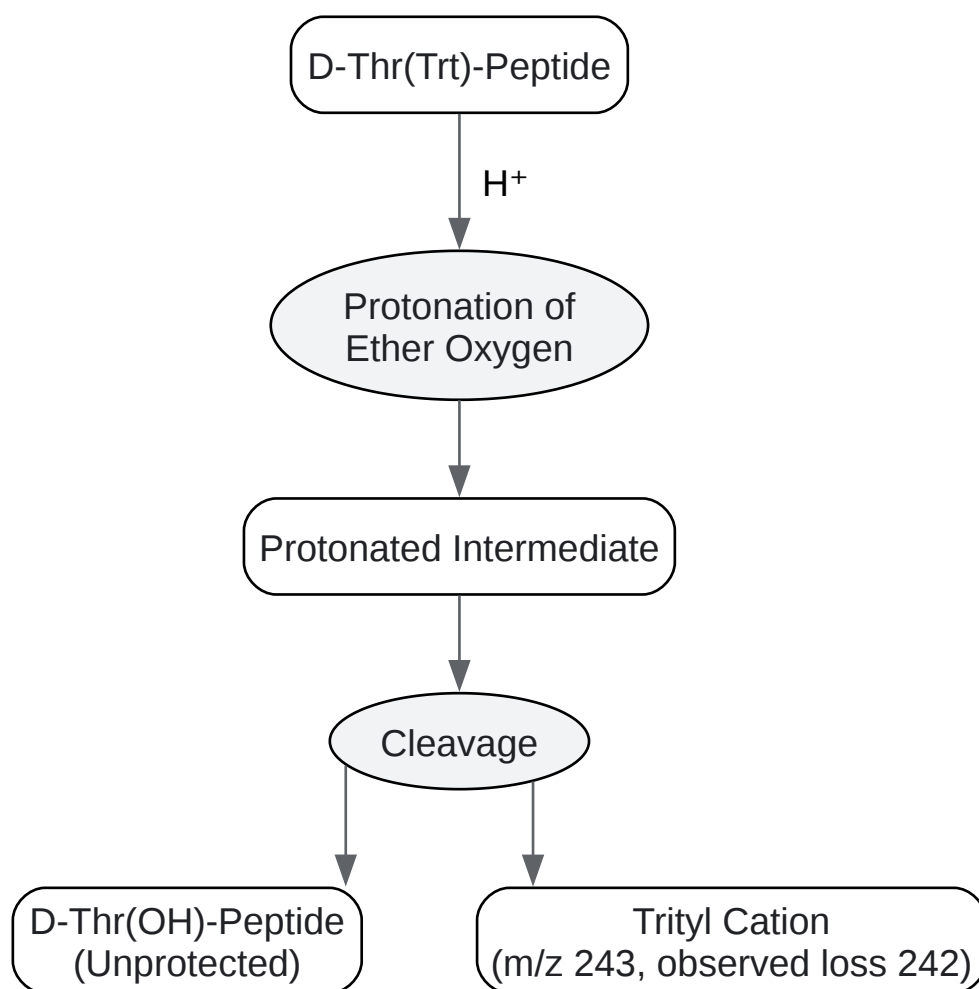 D-Thr(Trt)-Peptide
H⁺
Protonation of
Ether Oxygen
Protonated Intermediate
Cleavage
D-Thr(OH)-Peptide
(Unprotected)
Trityl Cation
(m/z 243, observed loss 242)